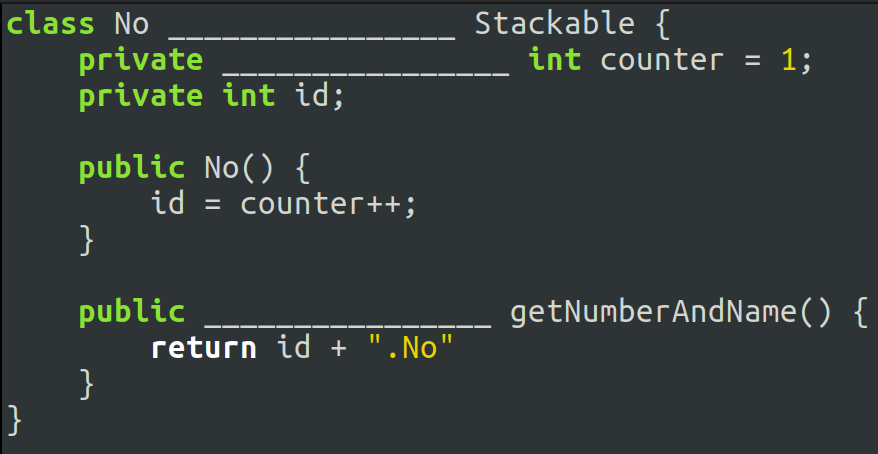 class No ________________ Stackable {
    private ________________ int counter = 1;
    private int id;

    public No() {
        id = counter++;
    }

    public ________________ getNumberAndName() {
        return id + ".No"
    }
}